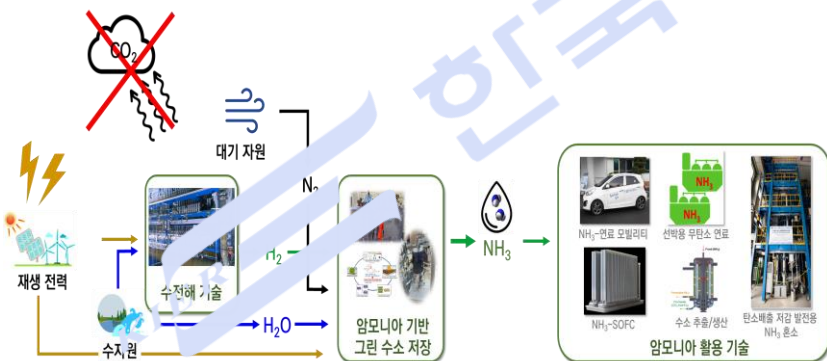 CO₂
대기 자원
N₂
재생 전력
수전해 기술
H₂
수자원
H₂O
암모니아 기반
그린 수소 저장
NH₃
NH₃-연료 모빌리티
NH₃
NH₃
선박용 무탄소 연료
NH₃-SOFC
수소 추출/생산
탄소배출 저감 발전용
NH₃ 혼소
암모니아 활용 기술
한국